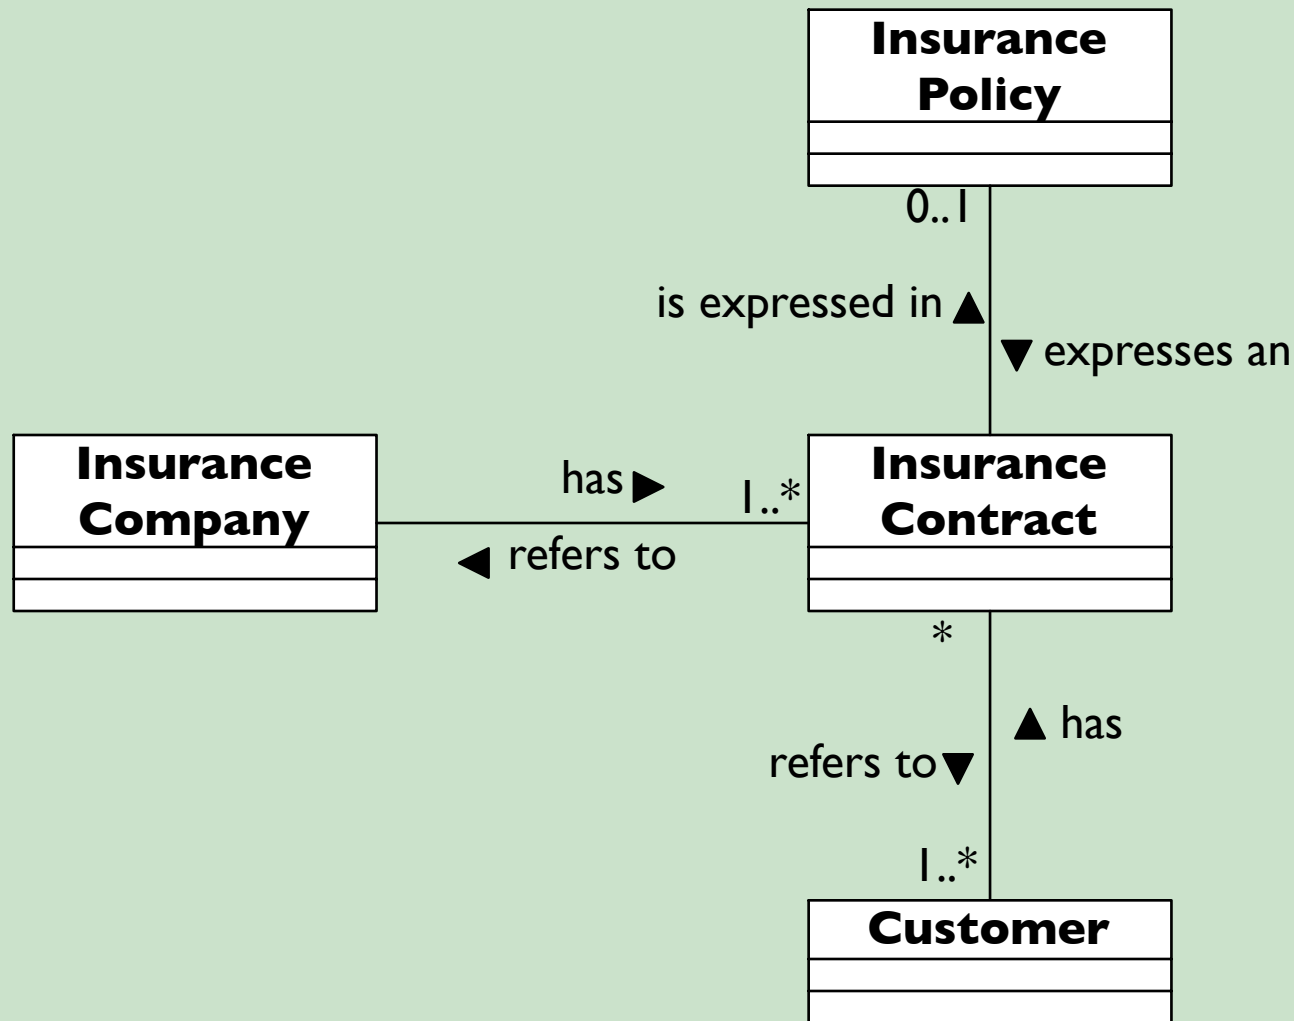 Insurance
Policy
0..1
is expressed in ▲
▼ expresses an
Insurance
Company
has ►
1..*
◄ refers to
Insurance
Contract
*
▲ has
refers to ▼
1..*
Customer